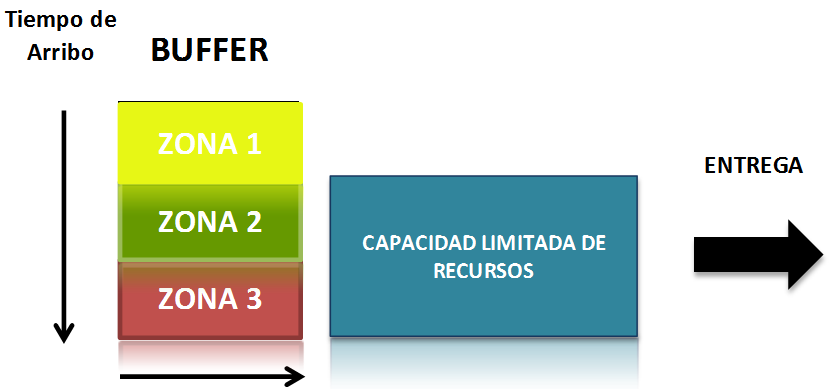 Tiempo de
Arribo
BUFFER
ZONA 1
ZONA 2
ZONA 3
CAPACIDAD LIMITADA DE
RECURSOS
ENTREGA